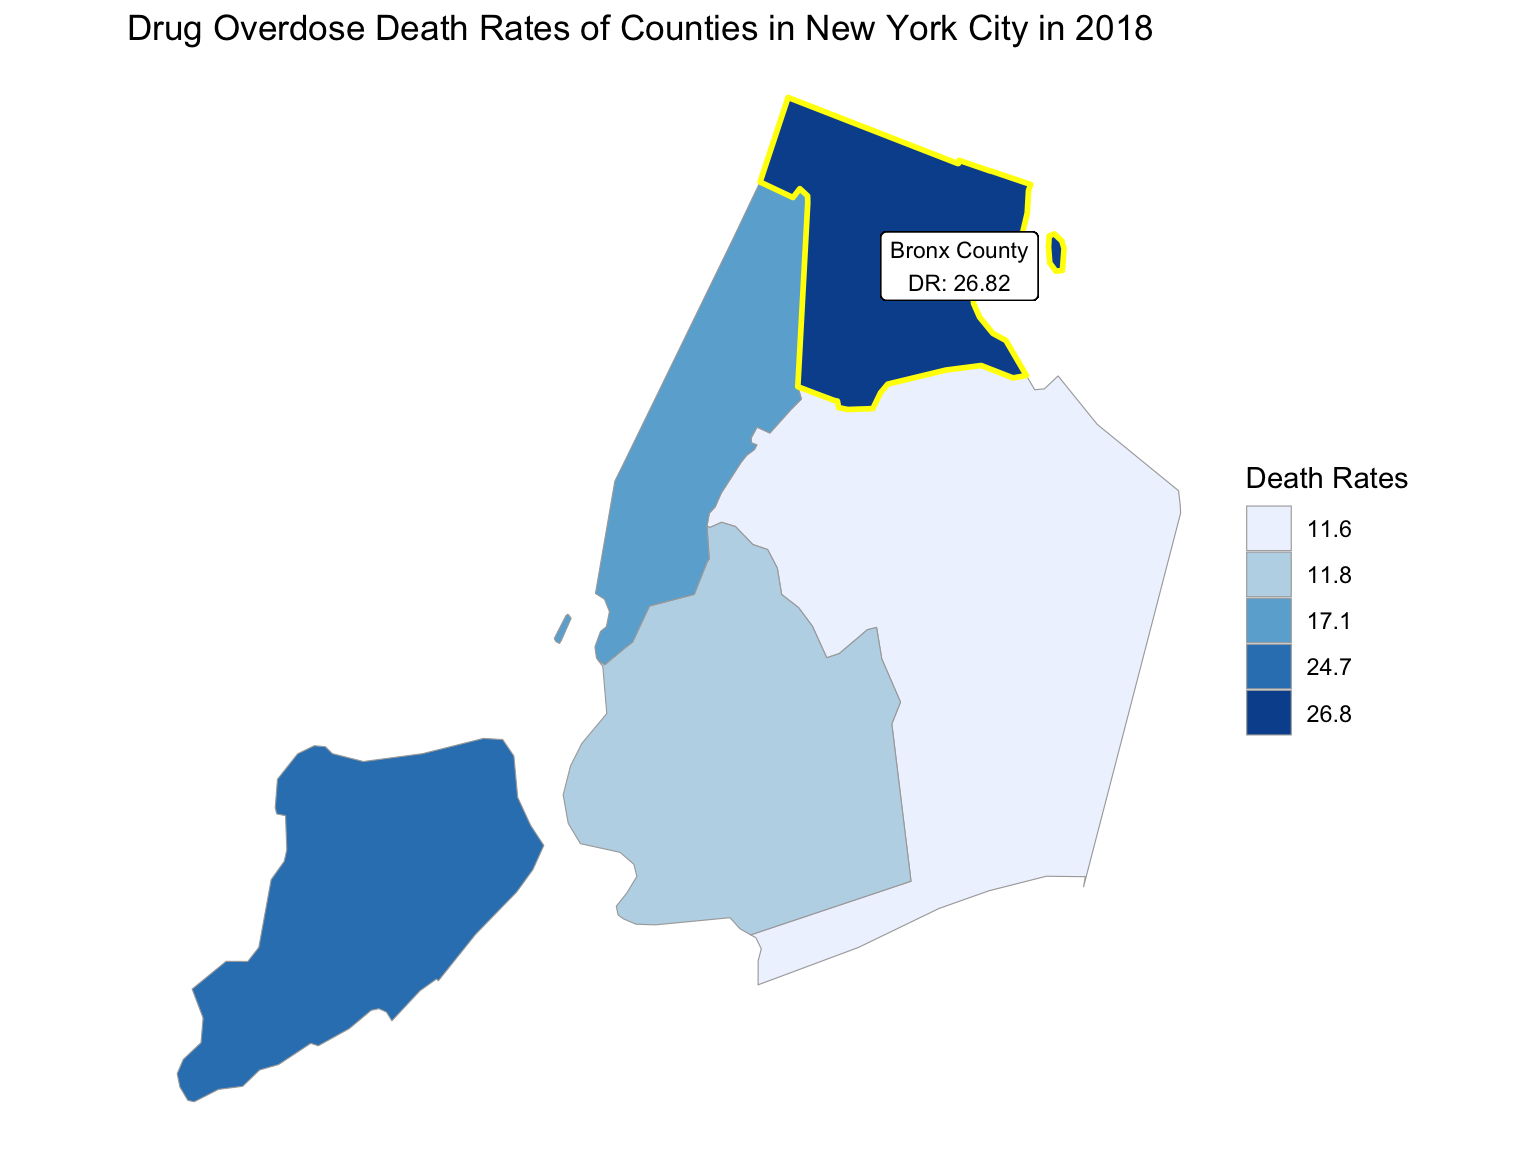 Drug Overdose Death Rates of Counties in New York City in 2018
Bronx County
DR: 26.82
Death Rates
11.6
11.8
17.1
24.7
26.8